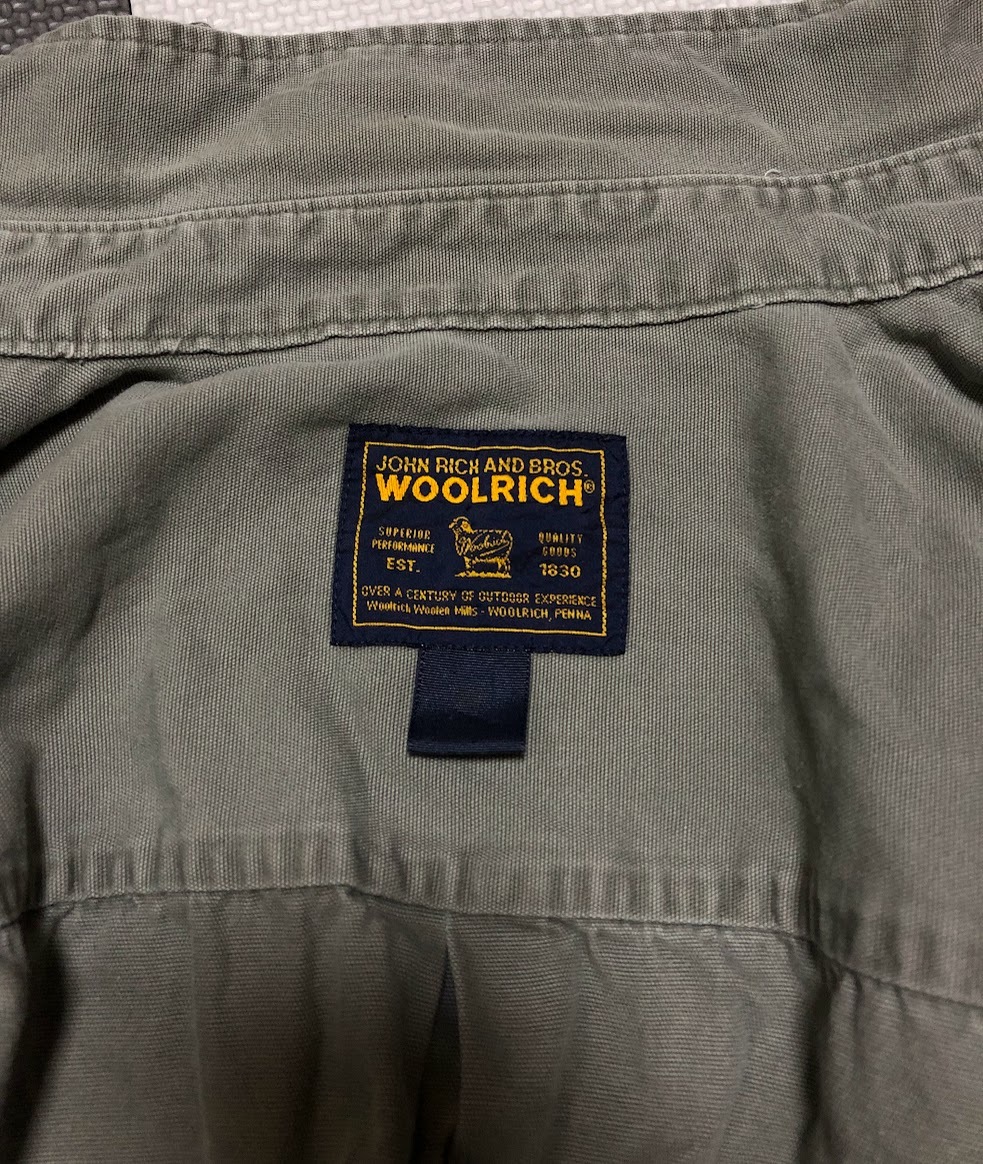 JOHN RICH AND BROS.
WOOLRICH®
SUPERIOR
PERFORMANCE
EST.
Woolrich
QUALITY
GOODS
1830
OVER A CENTURY OF OUTDOOR EXPERIENCE
Woolrich Woolen Mills - WOOLRICH, PENNA